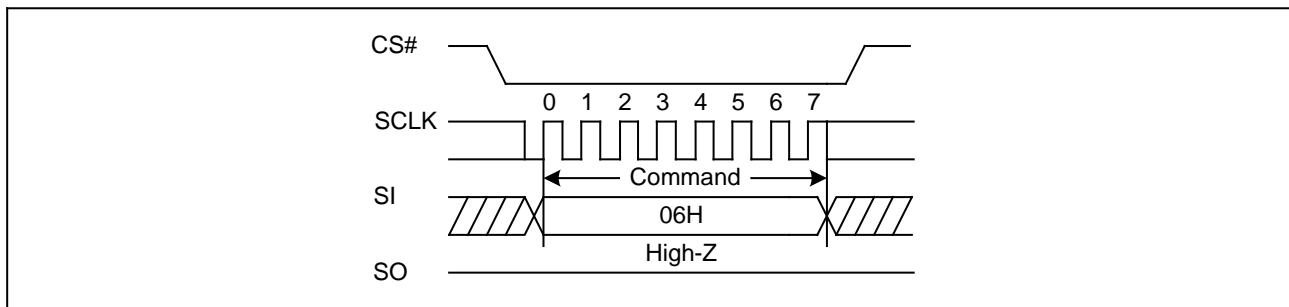 CS#
0 1 2 3 4 5 6 7
SCLK
Command
SI
06H
High-Z
SO